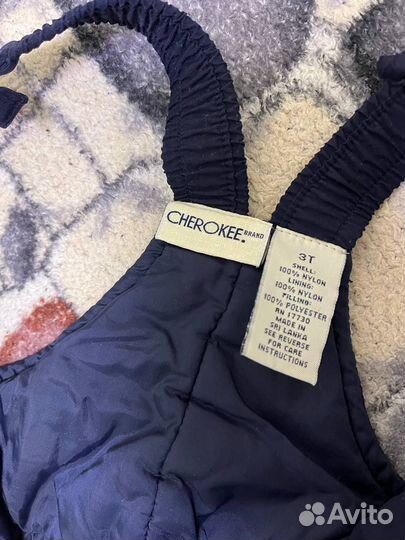 CHEROKEE. BRAND
3T
SHELL:
100% NYLON
LINING:
100% NYLON
FILLING:
100% POLYESTER
RN 17730
MADE IN
SRI LANKA
SEE REVERSE
FOR CARE
INSTRUCTIONS
Avito